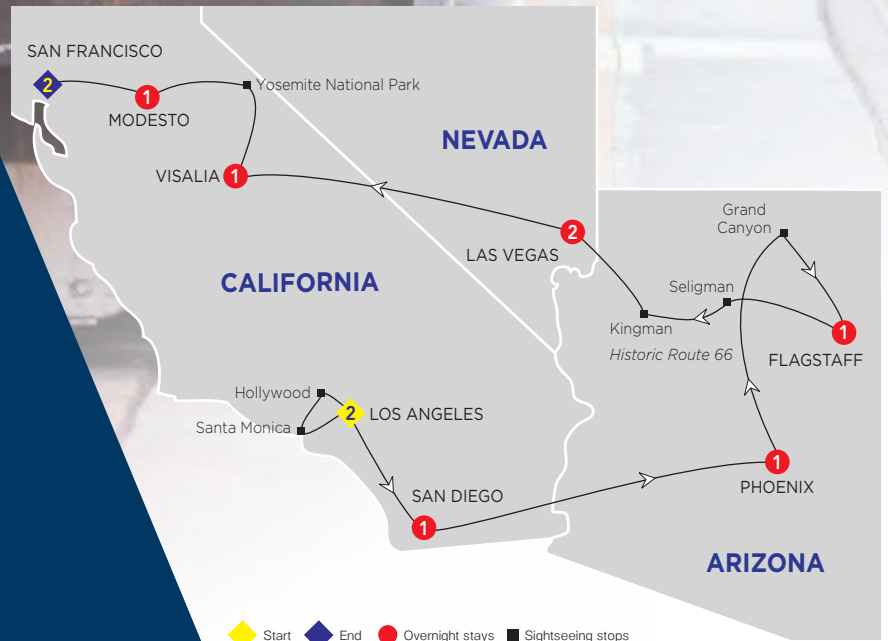 SAN FRANCISCO
2
1
MODESTO
Yosemite National Park
NEVADA
VISALIA
1
2
LAS VEGAS
Grand
Canyon
CALIFORNIA
Seligman
Kingman
Historic Route 66
1
FLAGSTAFF
Hollywood
2
LOS ANGELES
Santa Monica
SAN DIEGO
1
1
PHOENIX
ARIZONA
Start
End
Overnight stays
Sightseeing stops